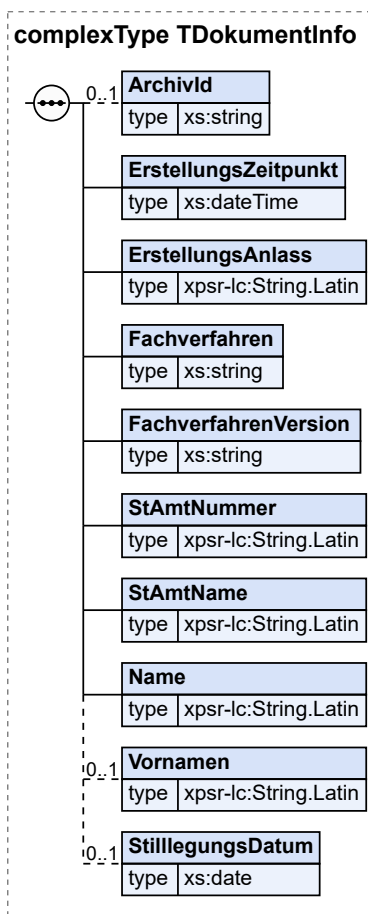 complexType TDokumentInfo
0..1 ArchivId
type xs:string
ErstellungsZeitpunkt
type xs:dateTime
ErstellungsAnlass
type xpsr-lc:String.Latin
Fachverfahren
type xs:string
FachverfahrenVersion
type xs:string
StAmtNummer
type xpsr-lc:String.Latin
StAmtName
type xpsr-lc:String.Latin
Name
type xpsr-lc:String.Latin
0..1 Vornamen
type xpsr-lc:String.Latin
0..1 StilllegungsDatum
type xs:date